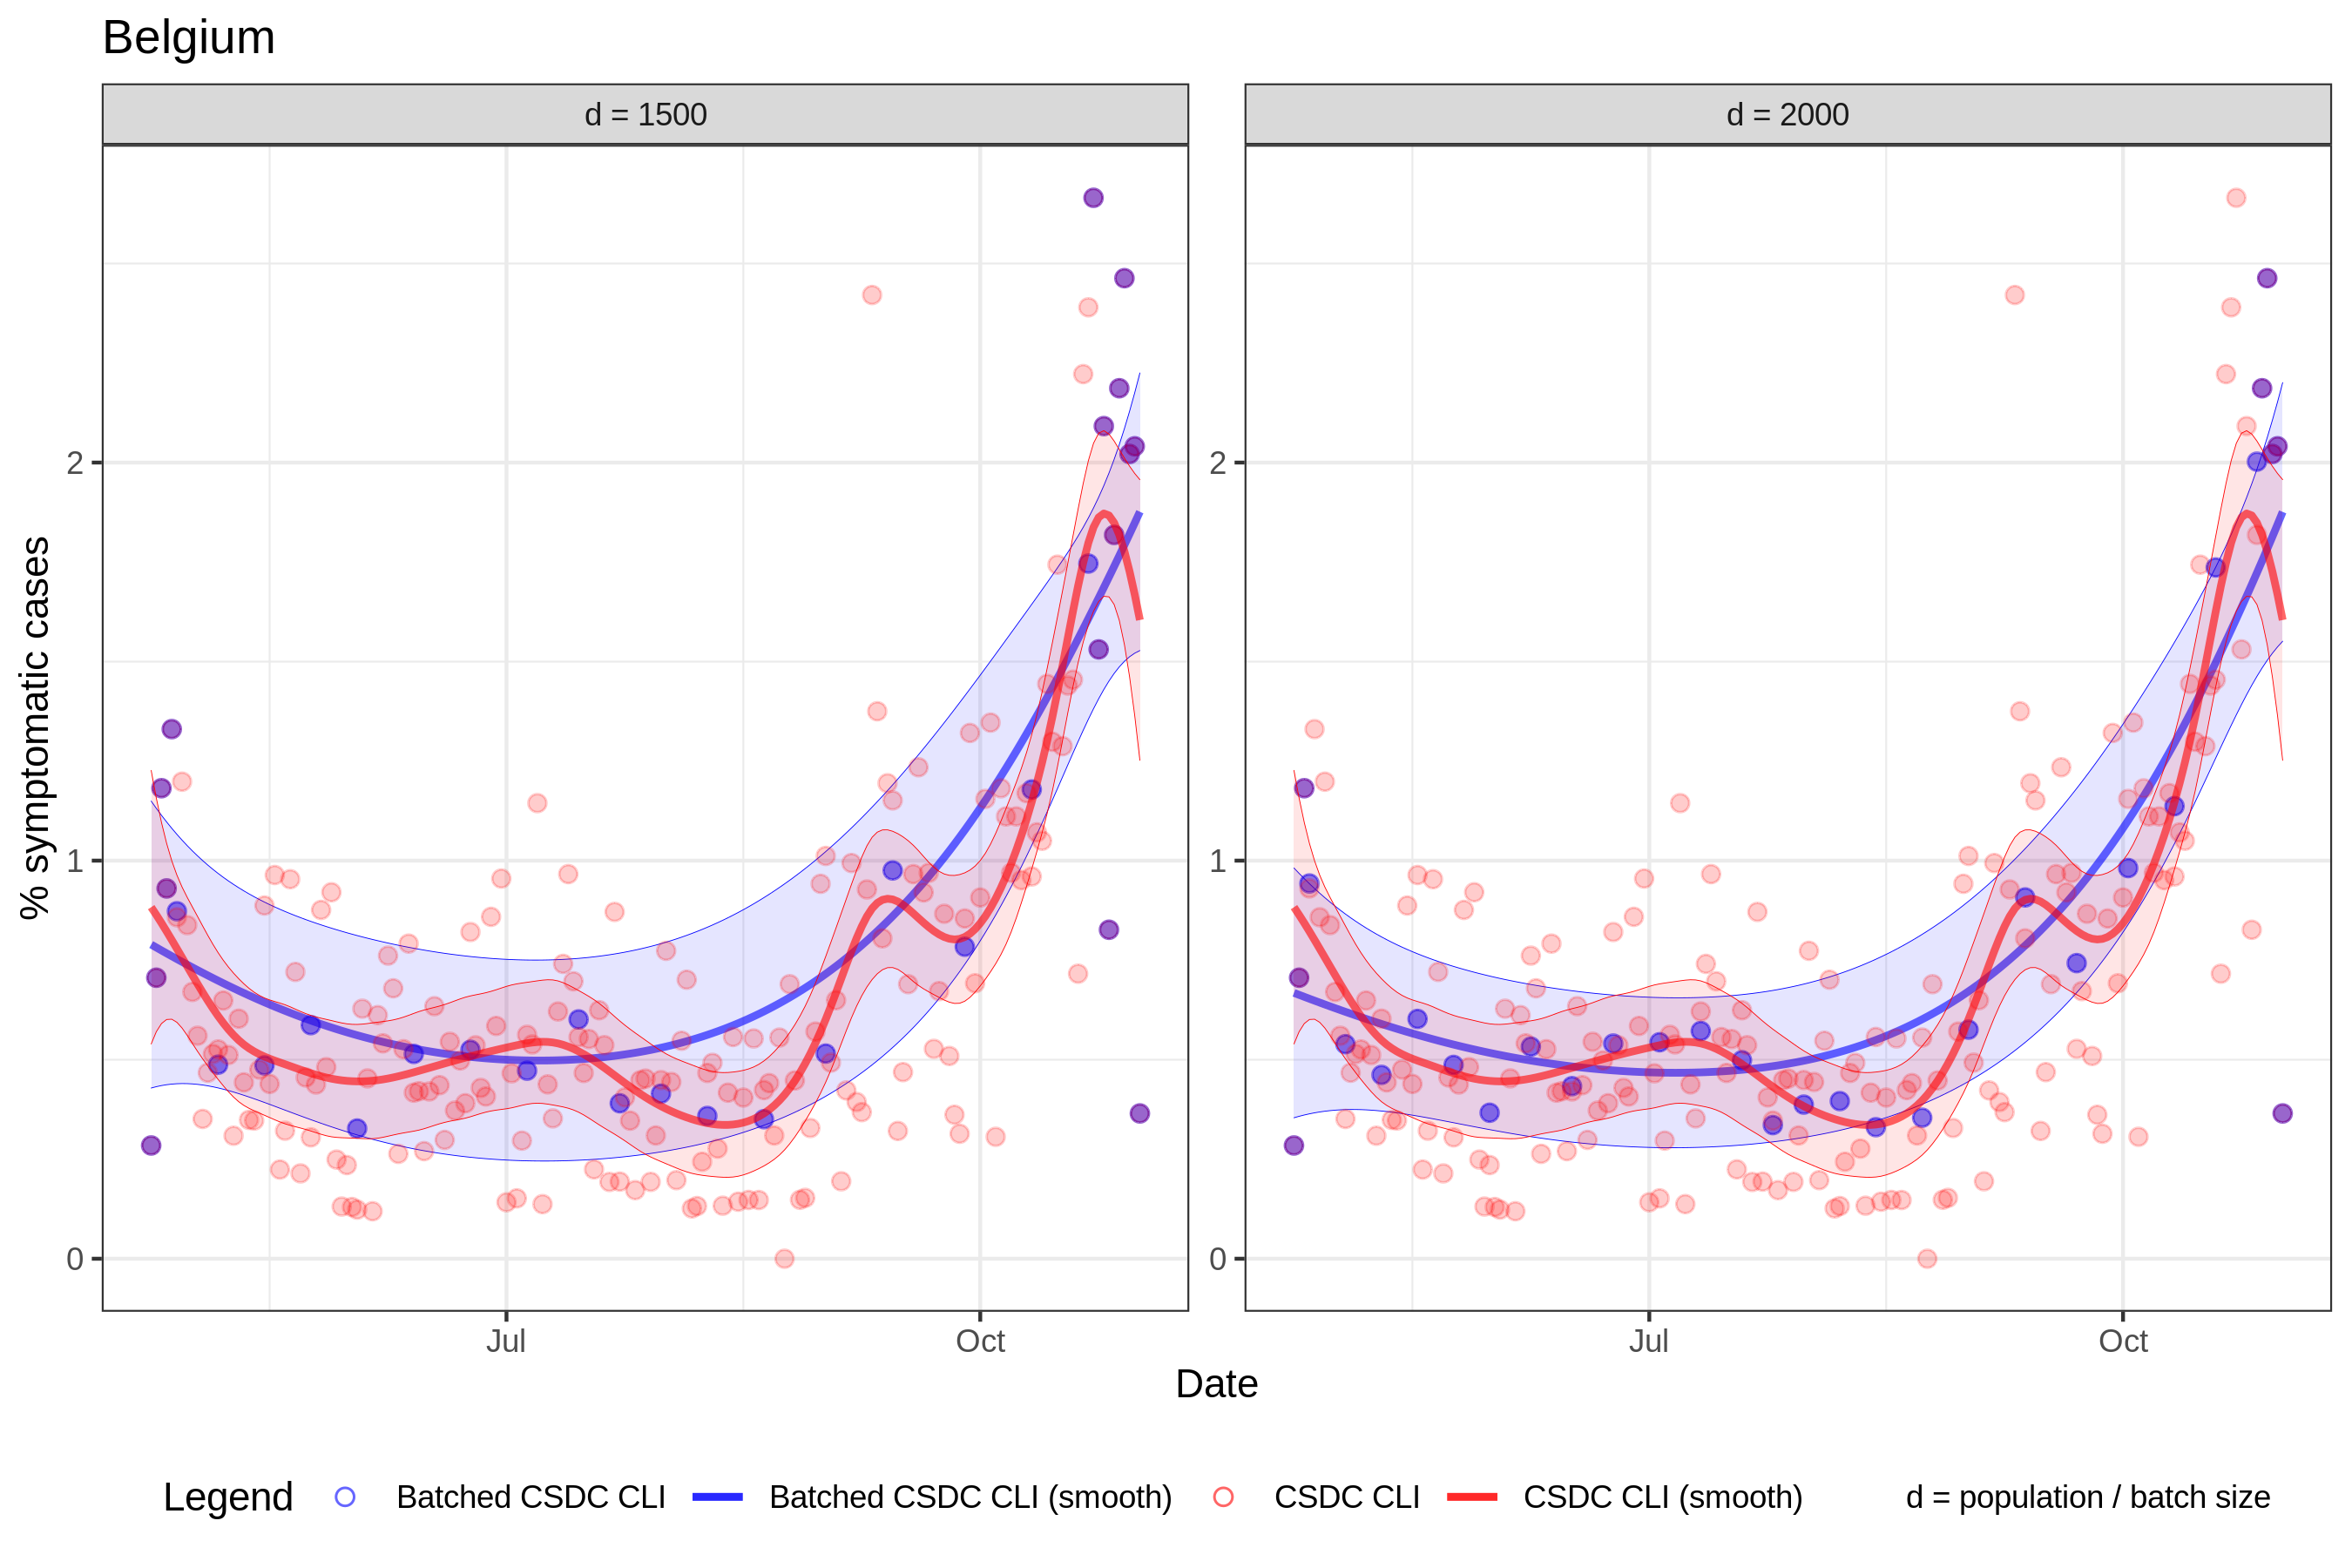 Belgium
d = 1500
d = 2000
% symptomatic cases
2
1
0
2
1
0
Jul
Oct
Jul
Oct
Date
Legend
Batched CSDC CLI
Batched CSDC CLI (smooth)
CSDC CLI
CSDC CLI (smooth)
d = population / batch size